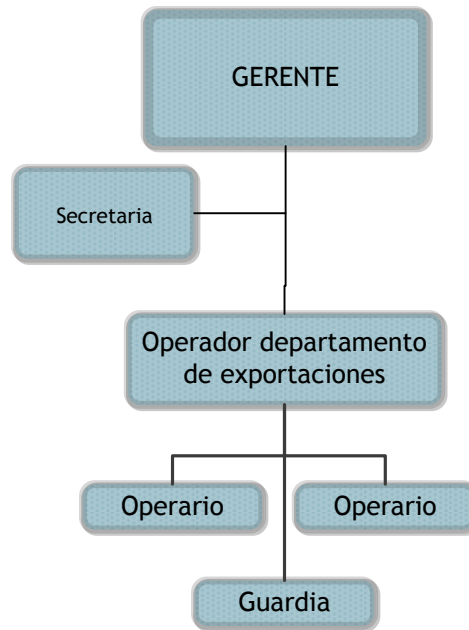 GERENTE
Secretaria
Operador departamento
de exportaciones
Operario
Operario
Guardia